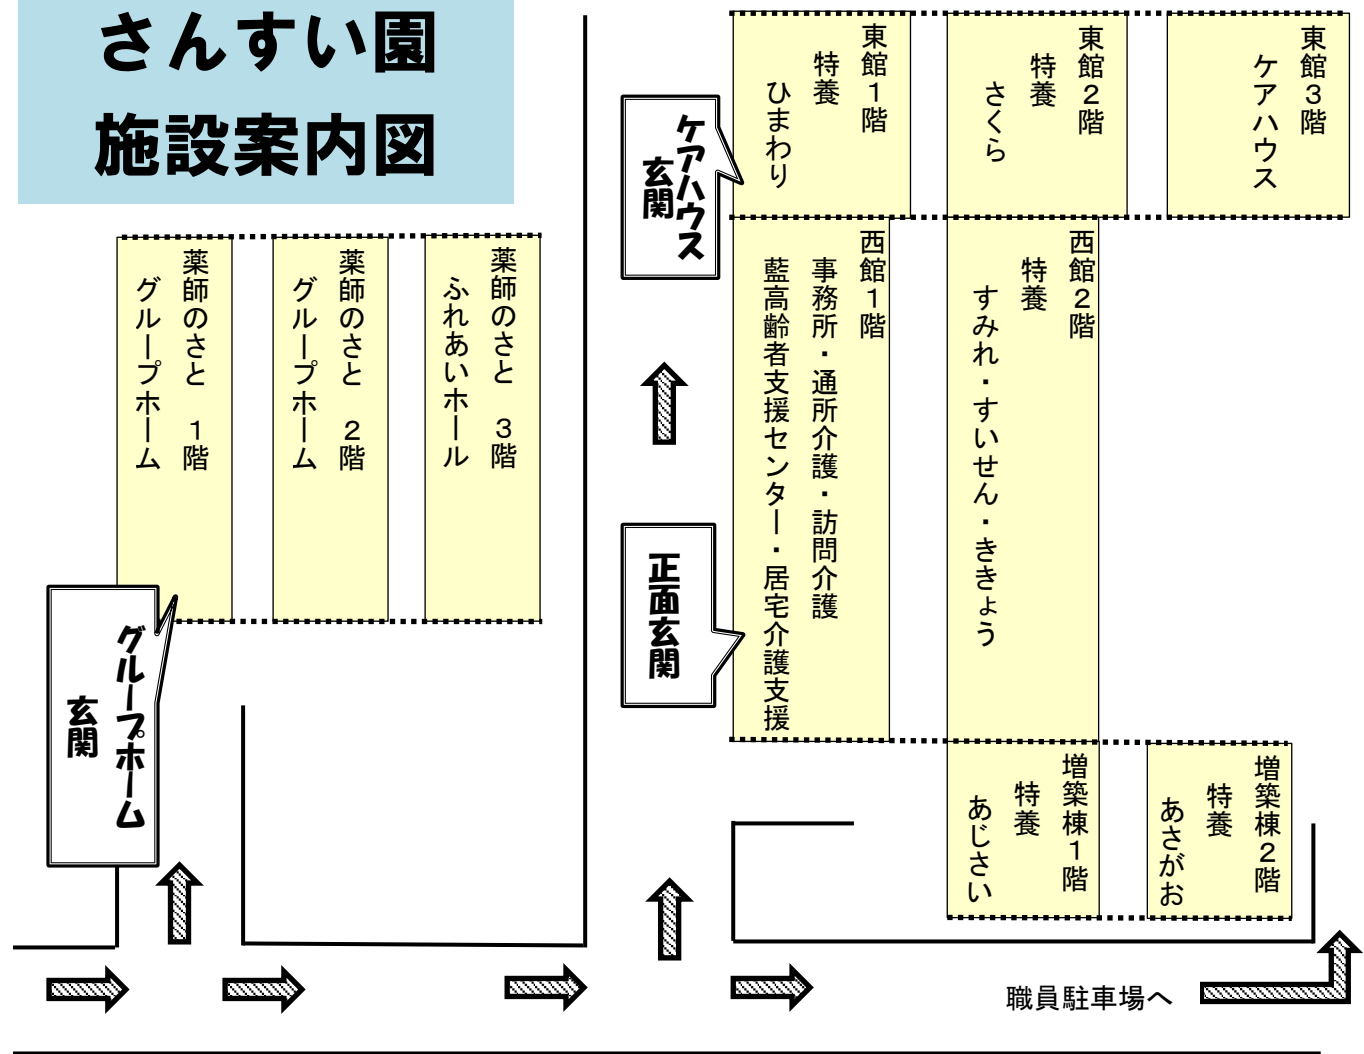 さんすい園
施設案内図
薬師のさと　１階
グループホーム
薬師のさと　２階
グループホーム
薬師のさと　３階
ふれあいホール
グループホーム
玄関
ケアハウス
玄関
正面玄関
東館１階
特養
ひまわり
東館２階
特養
さくら
東館３階
ケアハウス
西館１階
事務所・通所介護・訪問介護
藍高齢者支援センター・居宅介護支援
西館２階
特養
すみれ・すいせん・ききょう
増築棟１階
特養
あじさい
増築棟２階
特養
あさがお
職員駐車場へ